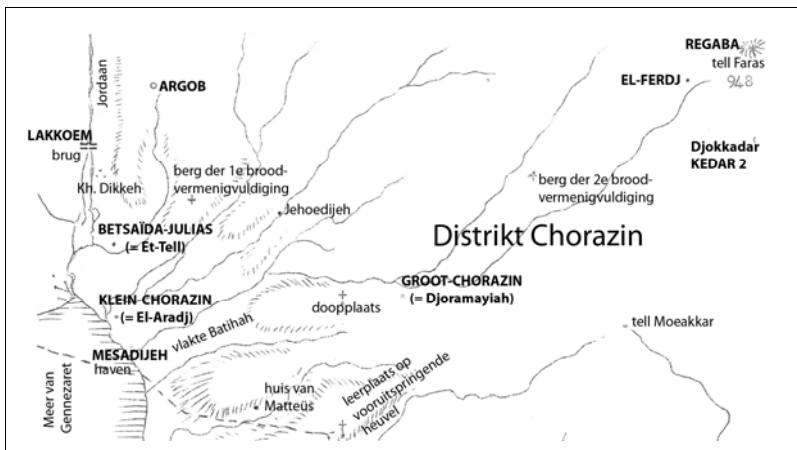 REGABA
tell Faras
948
EL-FERDJ
Jordaan
ARGOB
LAKKOEM
brug
Kh. Dikkeh
berg der 1e brood-
vermenigvuldiging
Djokkadar
KEDAR 2
berg der 2e brood-
vermenigvuldiging
Jehoedijeh
BETSAÏDA-JULIAS
(= Et-Tell)
Distrikt Chorazin
GROOT-CHORAZIN
(= Djoramayiah)
KLEIN CHORAZIN
(= El-Aradj)
doopplaats
vlakte Batihah
tell Moeakkar
MESADIJEH
haven
Meer van
Gennezaret
huis van
Matteüs
leerplaats op
vooruitspringende
heuvel